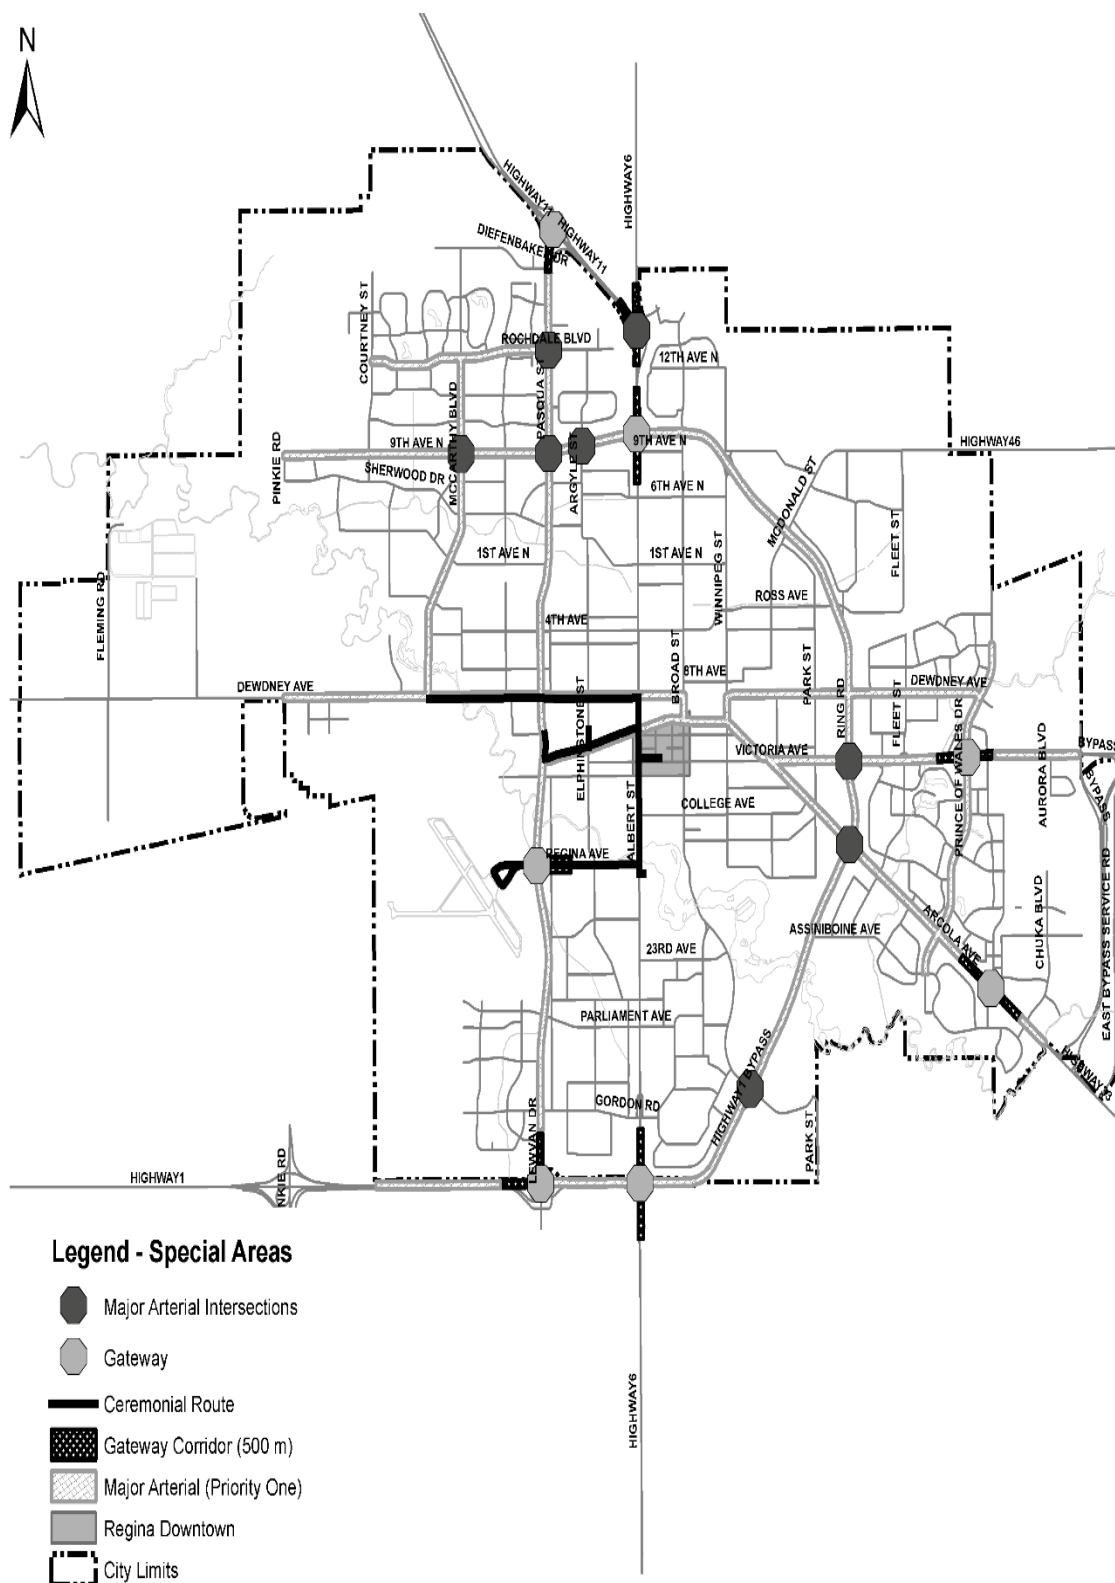 N
HIGHWAY11
HIGHWAY11
HIGHWAY6
DIEFENBAKER DR
COURTNEY ST
ROCHDALE BLVD
12TH AVE N
PASQUA ST
MCCARTHY BLVD
PINKIE RD
9TH AVE N
9TH AVE N
HIGHWAY46
SHERWOOD DR
ARGYLE ST
6TH AVE N
MCDONALD ST
1ST AVE N
1ST AVE N
WINNIPEG ST
FLEET ST
FLEMING RD
ROSS AVE
4TH AVE
BROAD ST
8TH AVE
PARK ST
DEWDNEY AVE
DEWDNEY AVE
ELPHINSTONE ST
RING RD
FLEET ST
PRINCE OF WALES DR
VICTORIA AVE
BYPASS
BYPASS
AURORA BLVD
ALBERT ST
COLLEGE AVE
REGINA AVE
ARCOLA AVE
CHUKA BLVD
EAST BYPASS SERVICE RD
ASSINIBOINE AVE
23RD AVE
PARLIAMENT AVE
HIGHWAY1 BYPASS
HIGHWAY33
GORDON RD
LEWVAN DR
PARK ST
HIGHWAY1
NKIE RD
HIGHWAY6
Legend - Special Areas
Major Arterial Intersections
Gateway
Ceremonial Route
Gateway Corridor (500 m)
Major Arterial (Priority One)
Regina Downtown
City Limits